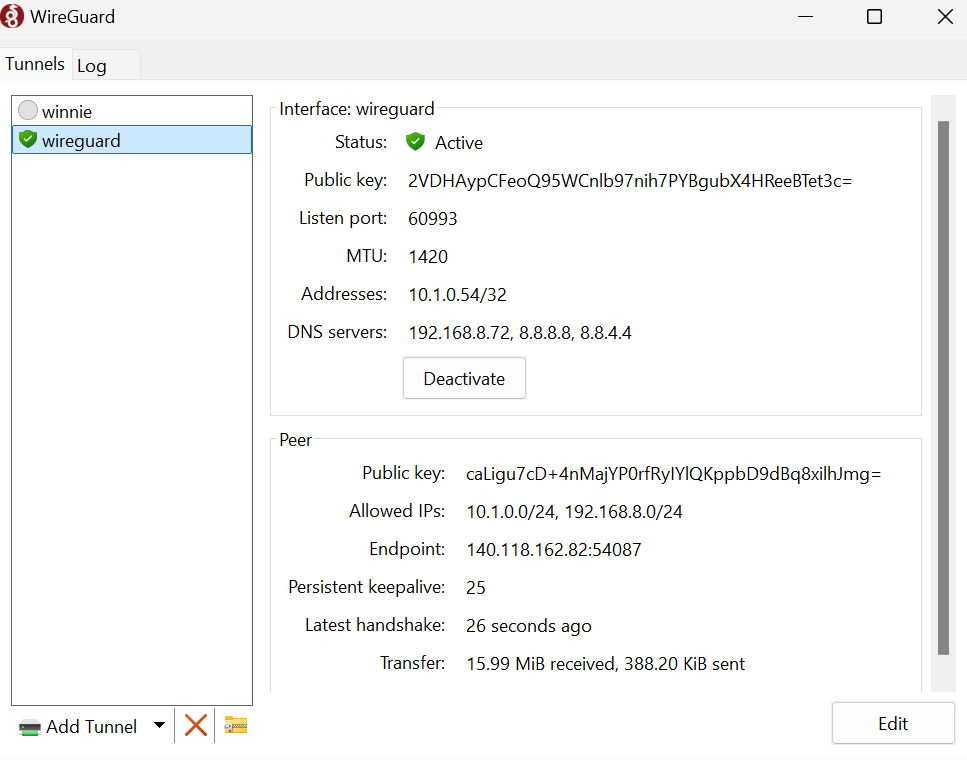 WireGuard
Tunnels Log
winnie
wireguard
Interface: wireguard
Status: Active
Public key: 2VDHAypCFeoQ95WCnlb97nih7PYBgubX4HReeBTet3c=
Listen port: 60993
MTU: 1420
Addresses: 10.1.0.54/32
DNS servers: 192.168.8.72, 8.8.8.8, 8.8.4.4
Deactivate
Peer
Public key: caLigu7cD+4nMajYP0rfRyIYlQKppbD9dBq8xilhJmg=
Allowed IPs: 10.1.0.0/24, 192.168.8.0/24
Endpoint: 140.118.162.82:54087
Persistent keepalive: 25
Latest handshake: 26 seconds ago
Transfer: 15.99 MiB received, 388.20 KiB sent
Add Tunnel
Edit